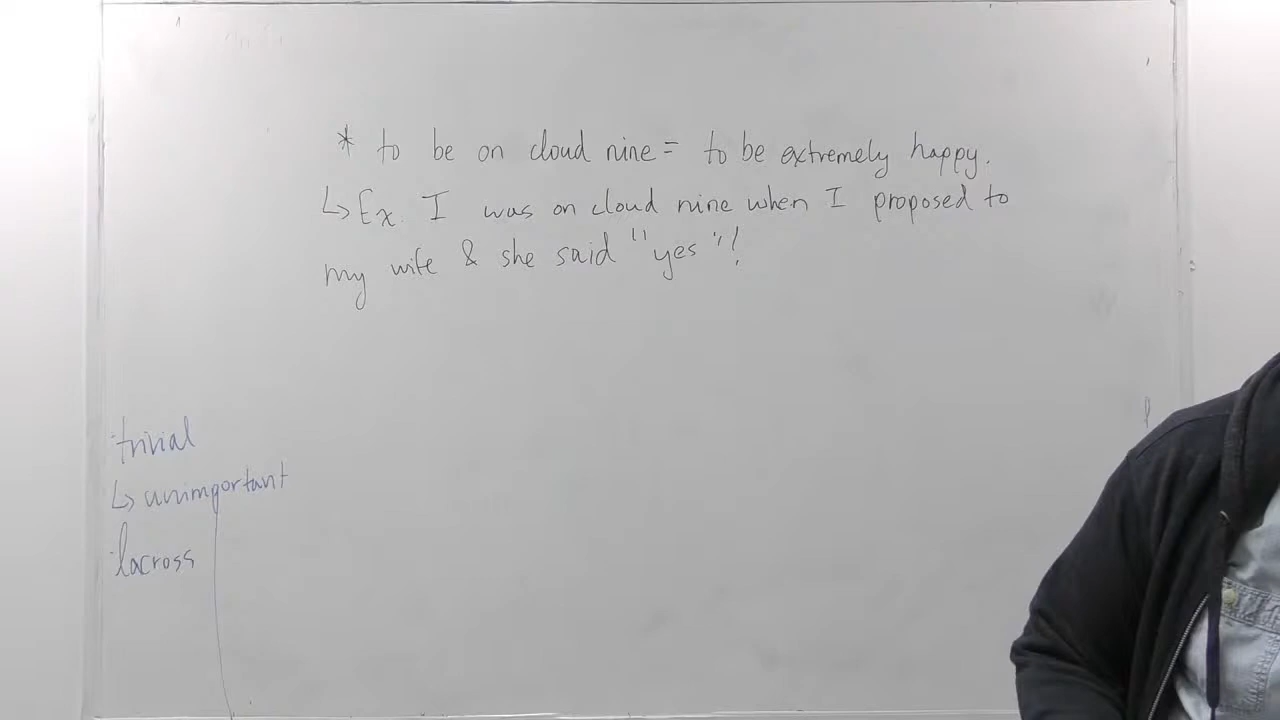 * to be on cloud nine = to be extremely happy.
↳ Ex. I was on cloud nine when I proposed to
my wife & she said "yes"!
trivial
↳ unimportant
lacross